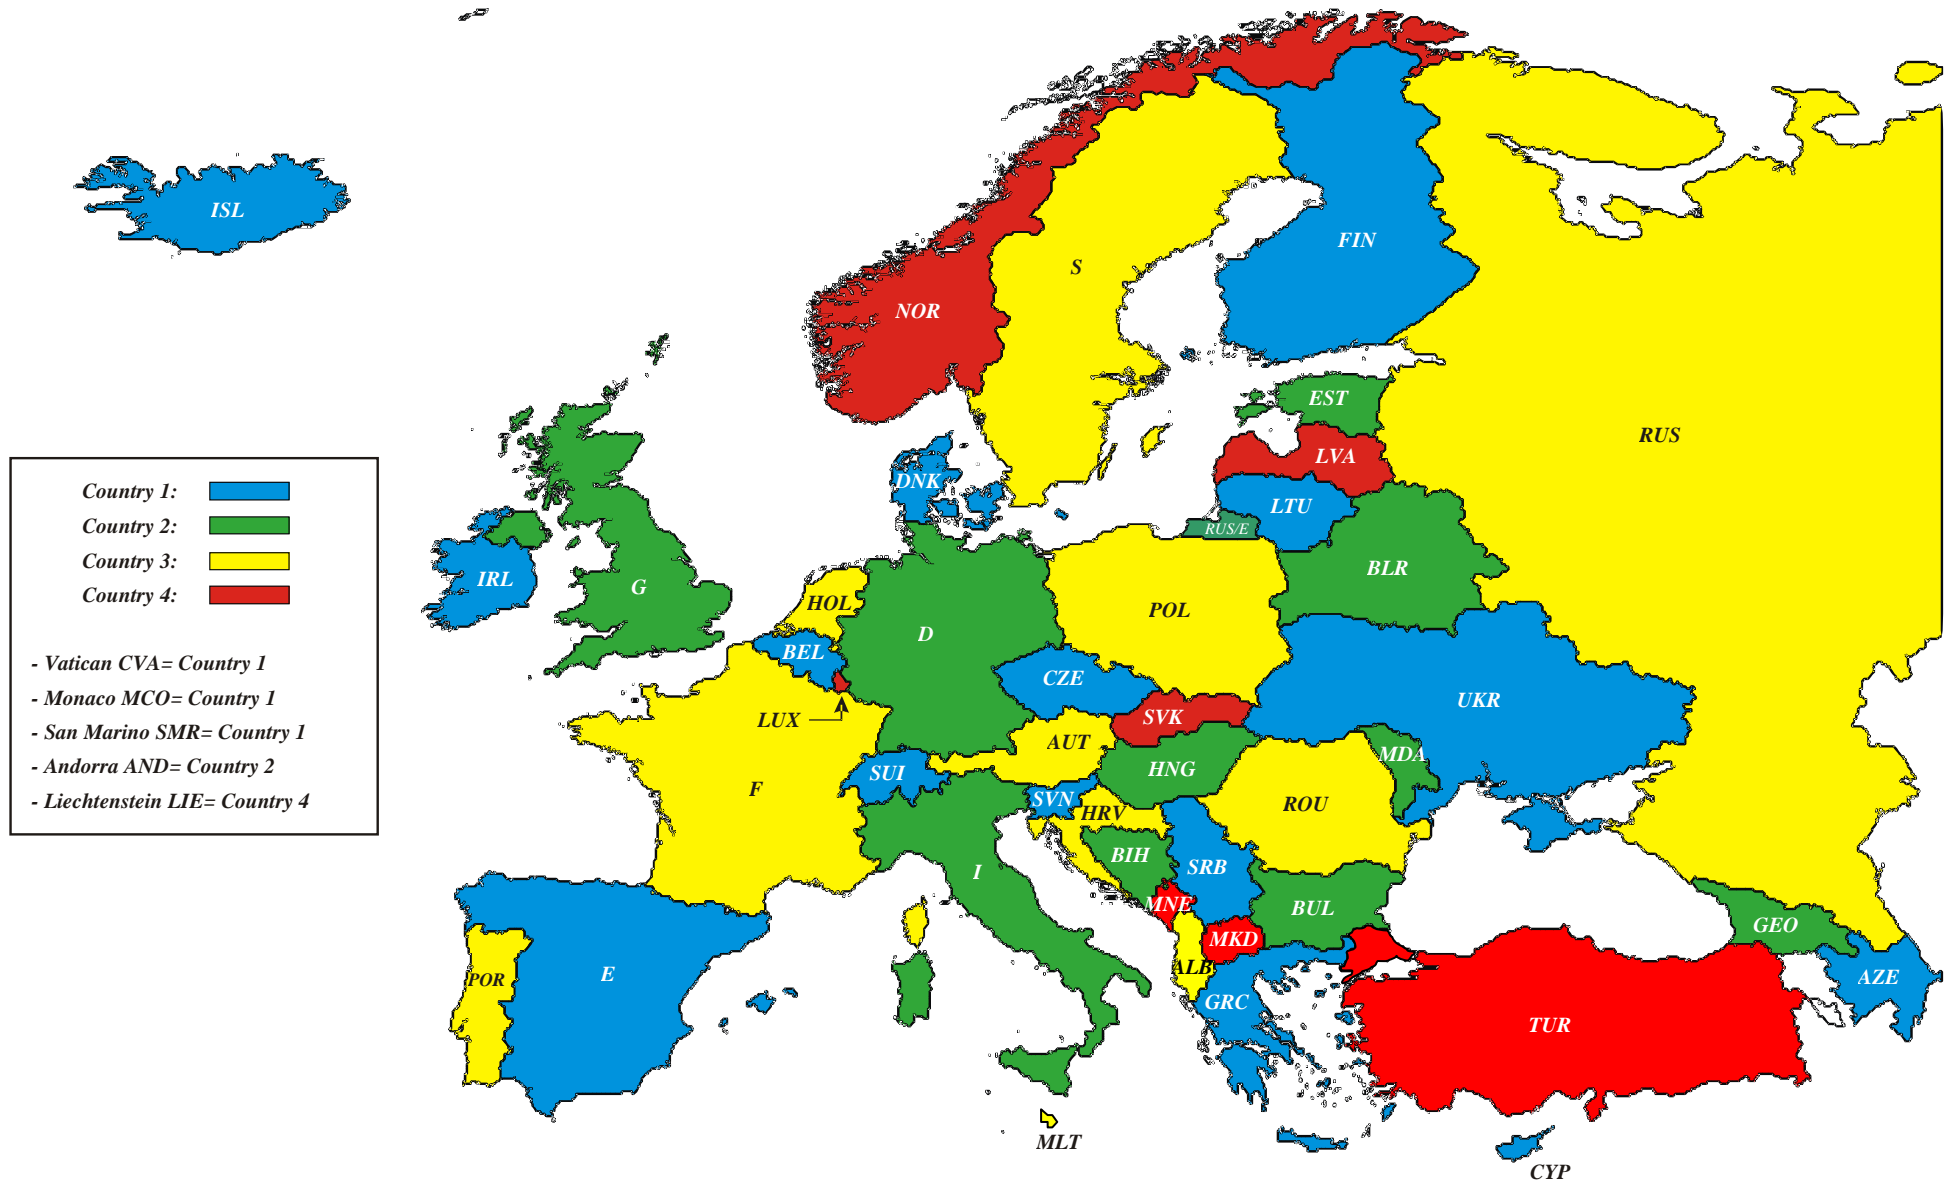 ISL
FIN
S
NOR
EST
RUS
LVA
DNK
LTU
RUS/E
BLR
IRL
G
HOL
D
POL
BEL
CZE
LUX
SVK
UKR
AUT
MDA
HNG
SUI
F
SVN
HRV
ROU
BIH
SRB
I
MNE
BUL
GEO
MKD
ALB
POR
E
GRC
AZE
TUR
MLT
CYP
Country 1:
Country 2:
Country 3:
Country 4:
- Vatican CVA= Country 1
- Monaco MCO= Country 1
- San Marino SMR= Country 1
- Andorra AND= Country 2
- Liechtenstein LIE= Country 4